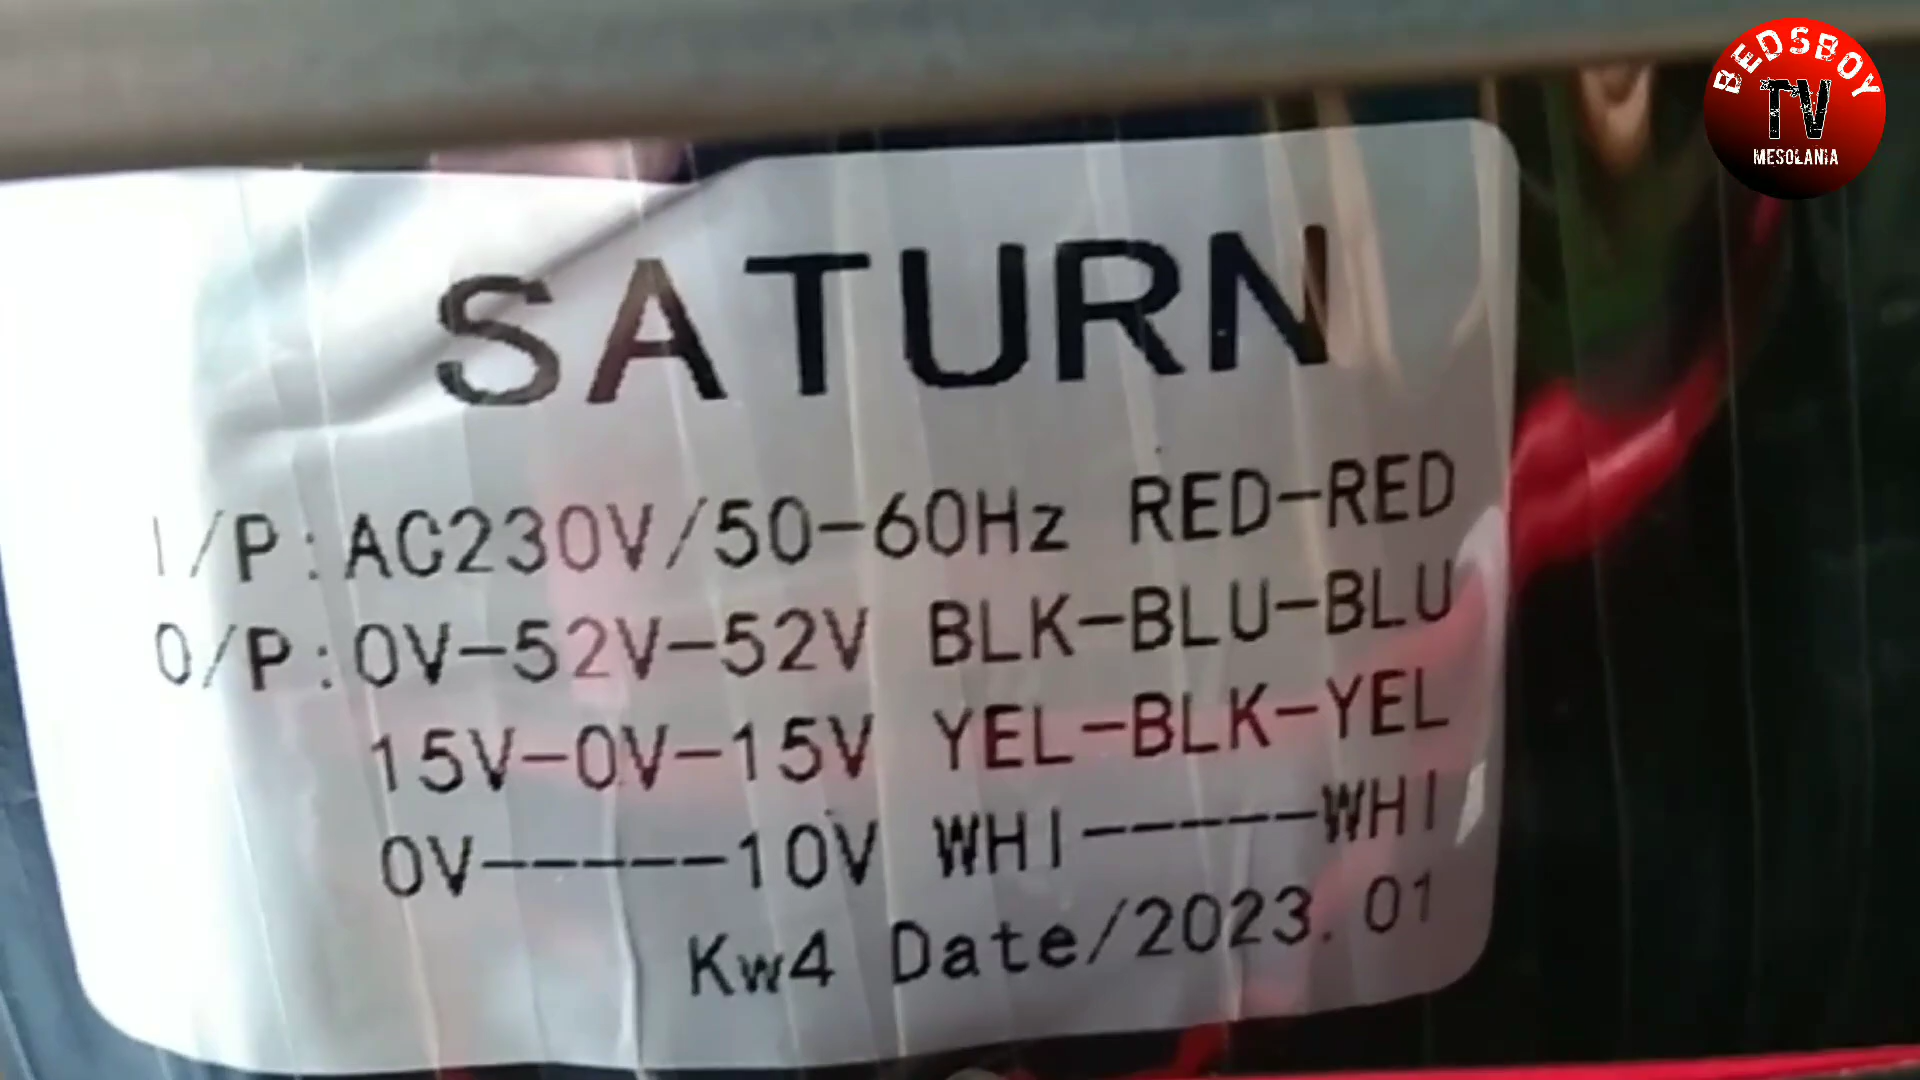 BEDSBOY
TV
MESOLANIA
SATURN
I/P:AC230V/50-60Hz RED-RED
O/P:0V-52V-52V BLK-BLU-BLU
15V-0V-15V YEL-BLK-YEL
0V-----10V WHI-----WHI
Kw4 Date/2023.01